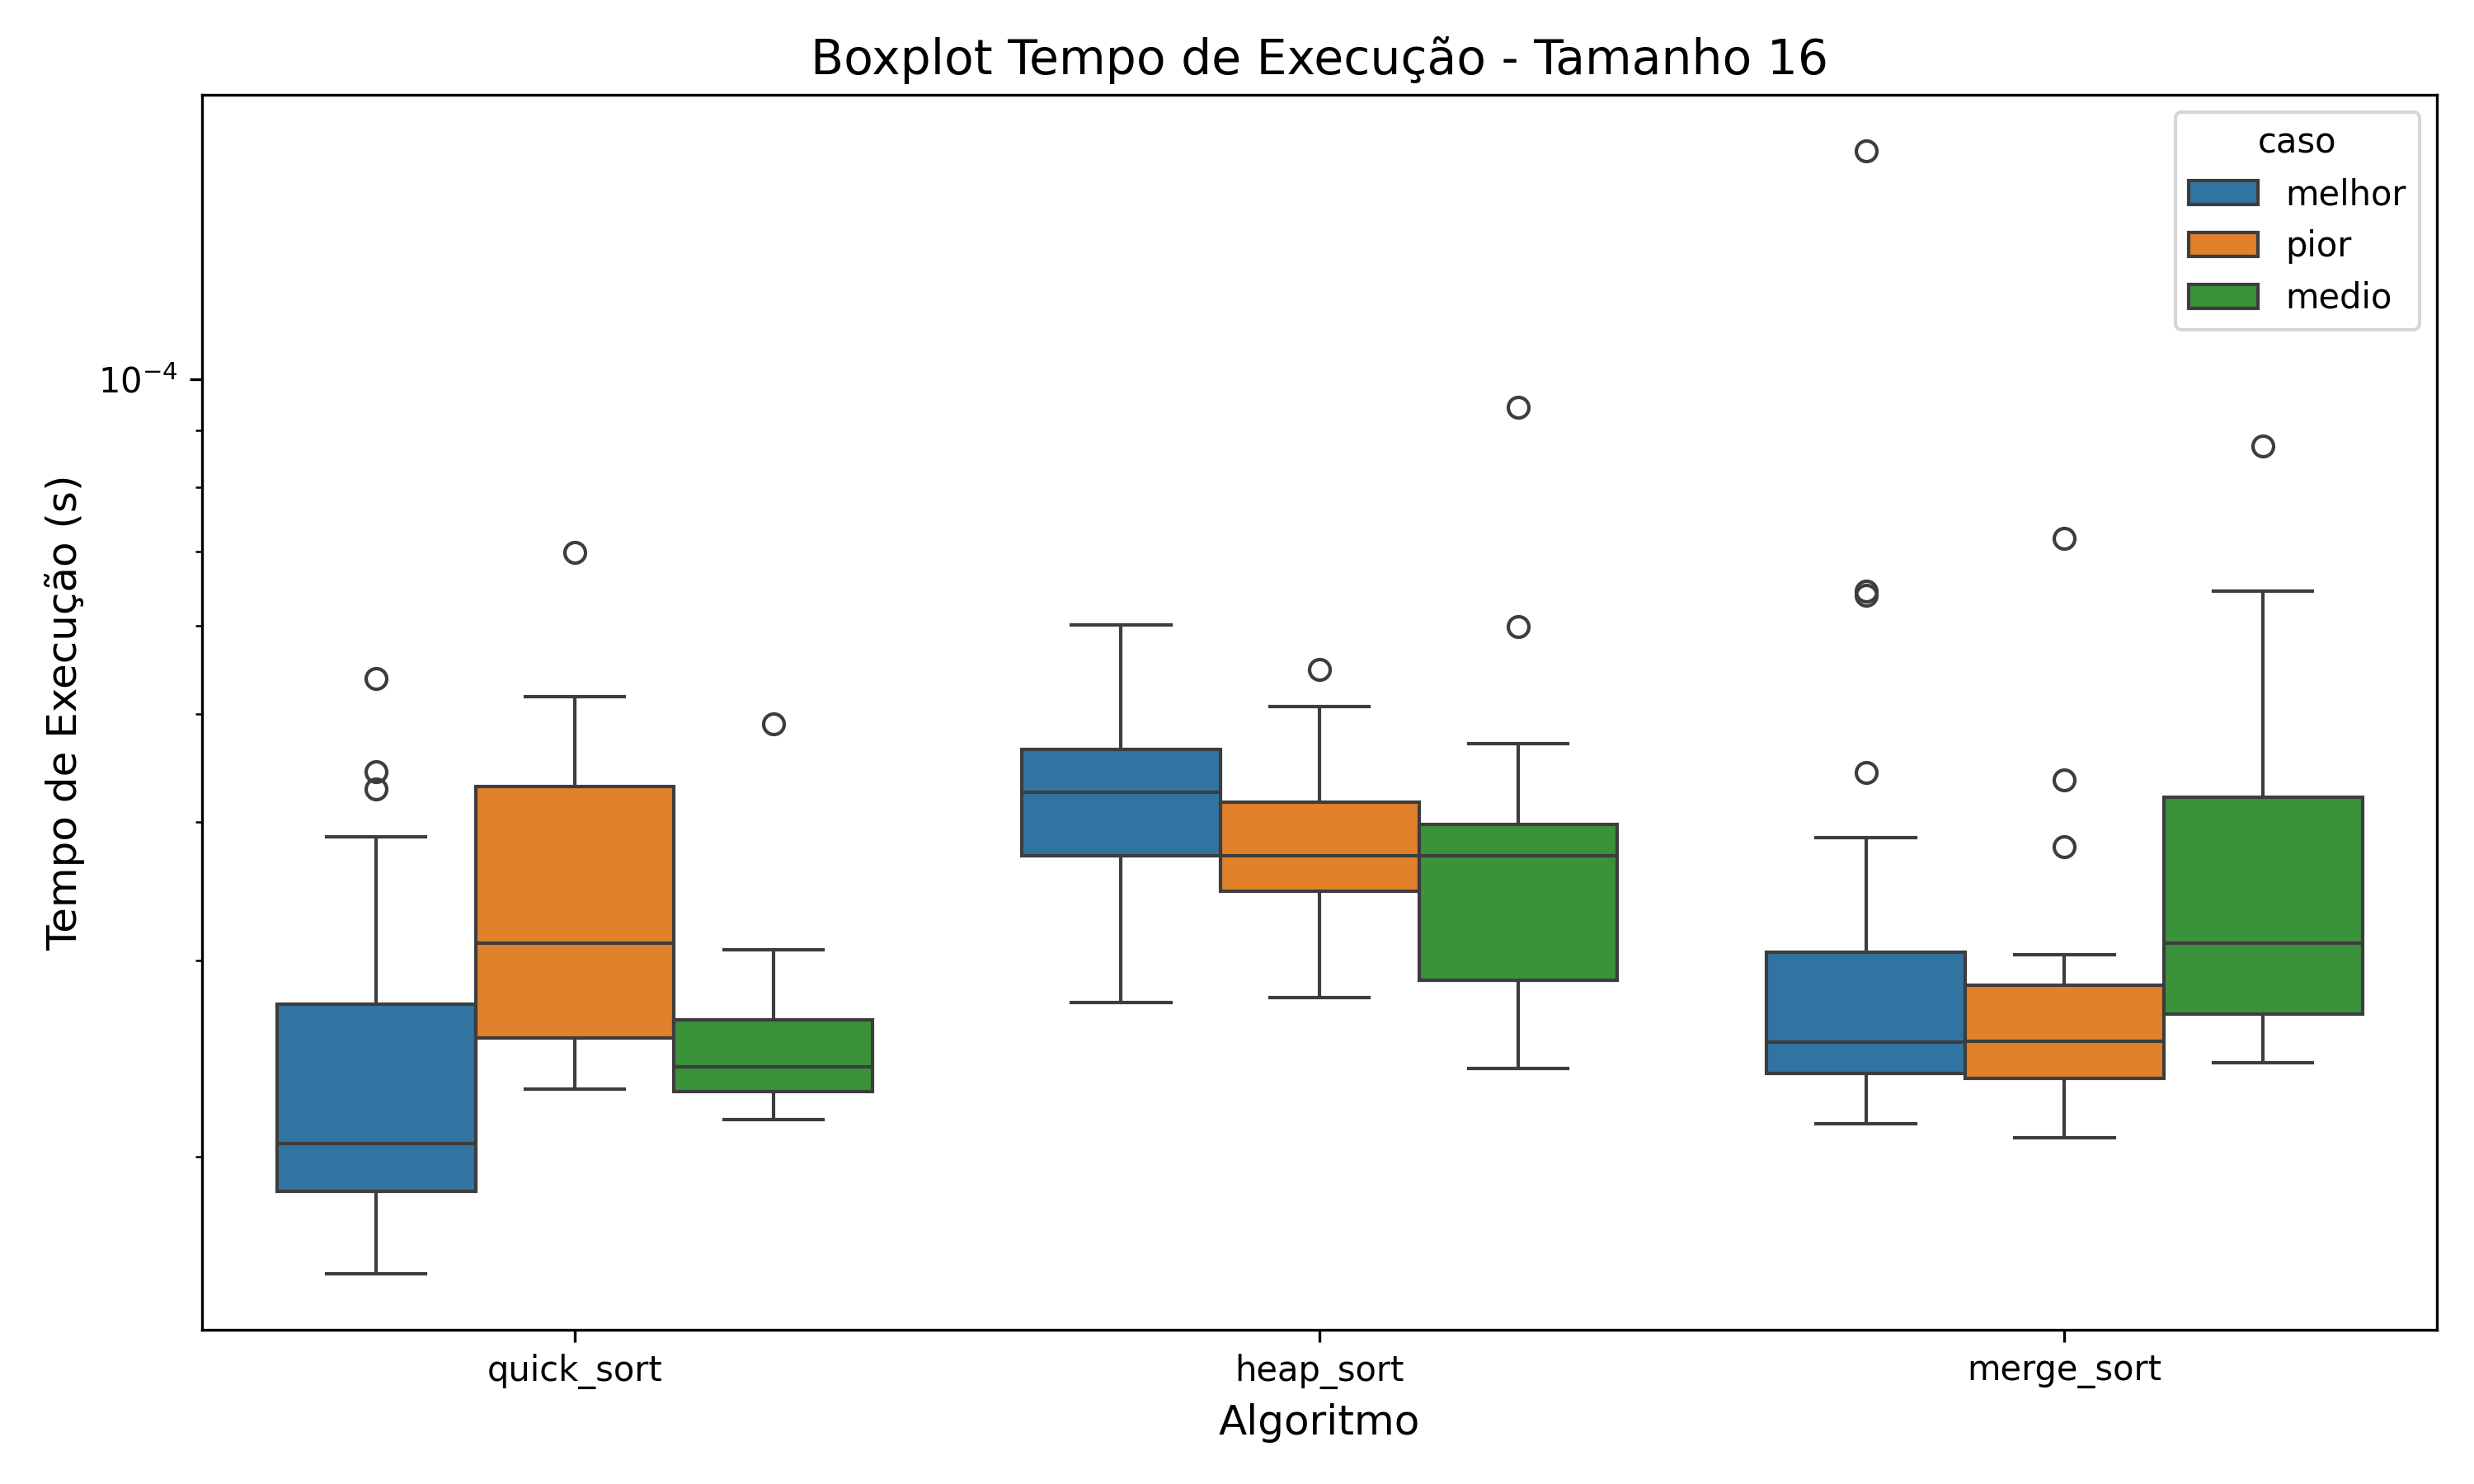 Boxplot Tempo de Execução - Tamanho 16
caso
melhor
pior
medio
10⁻⁴
Tempo de Execução (s)
quick_sort
heap_sort
merge_sort
Algoritmo